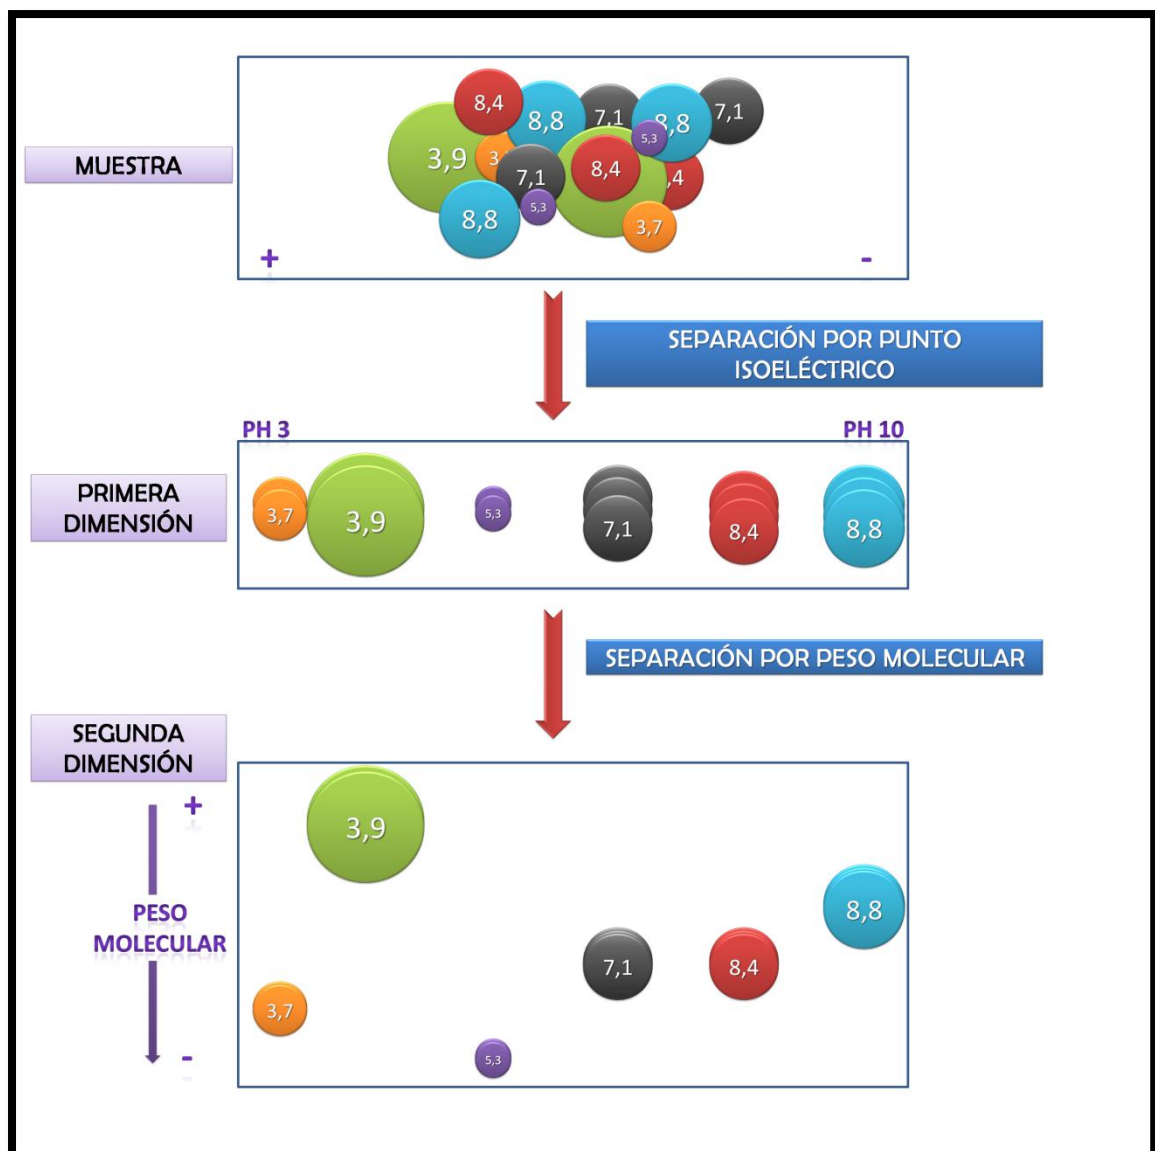 MUESTRA
8,4
8,8
7,1
8,8
7,1
5,3
3,9
3,
7,1
8,4
,4
5,3
8,8
3,7
+
-
SEPARACIÓN POR PUNTO
ISOELÉCTRICO
PH 3
PH 10
PRIMERA
DIMENSIÓN
3,7
3,9
5,3
7,1
8,4
8,8
SEPARACIÓN POR PESO MOLECULAR
SEGUNDA
DIMENSIÓN
+
PESO
MOLECULAR
-
3,9
8,8
7,1
8,4
3,7
5,3